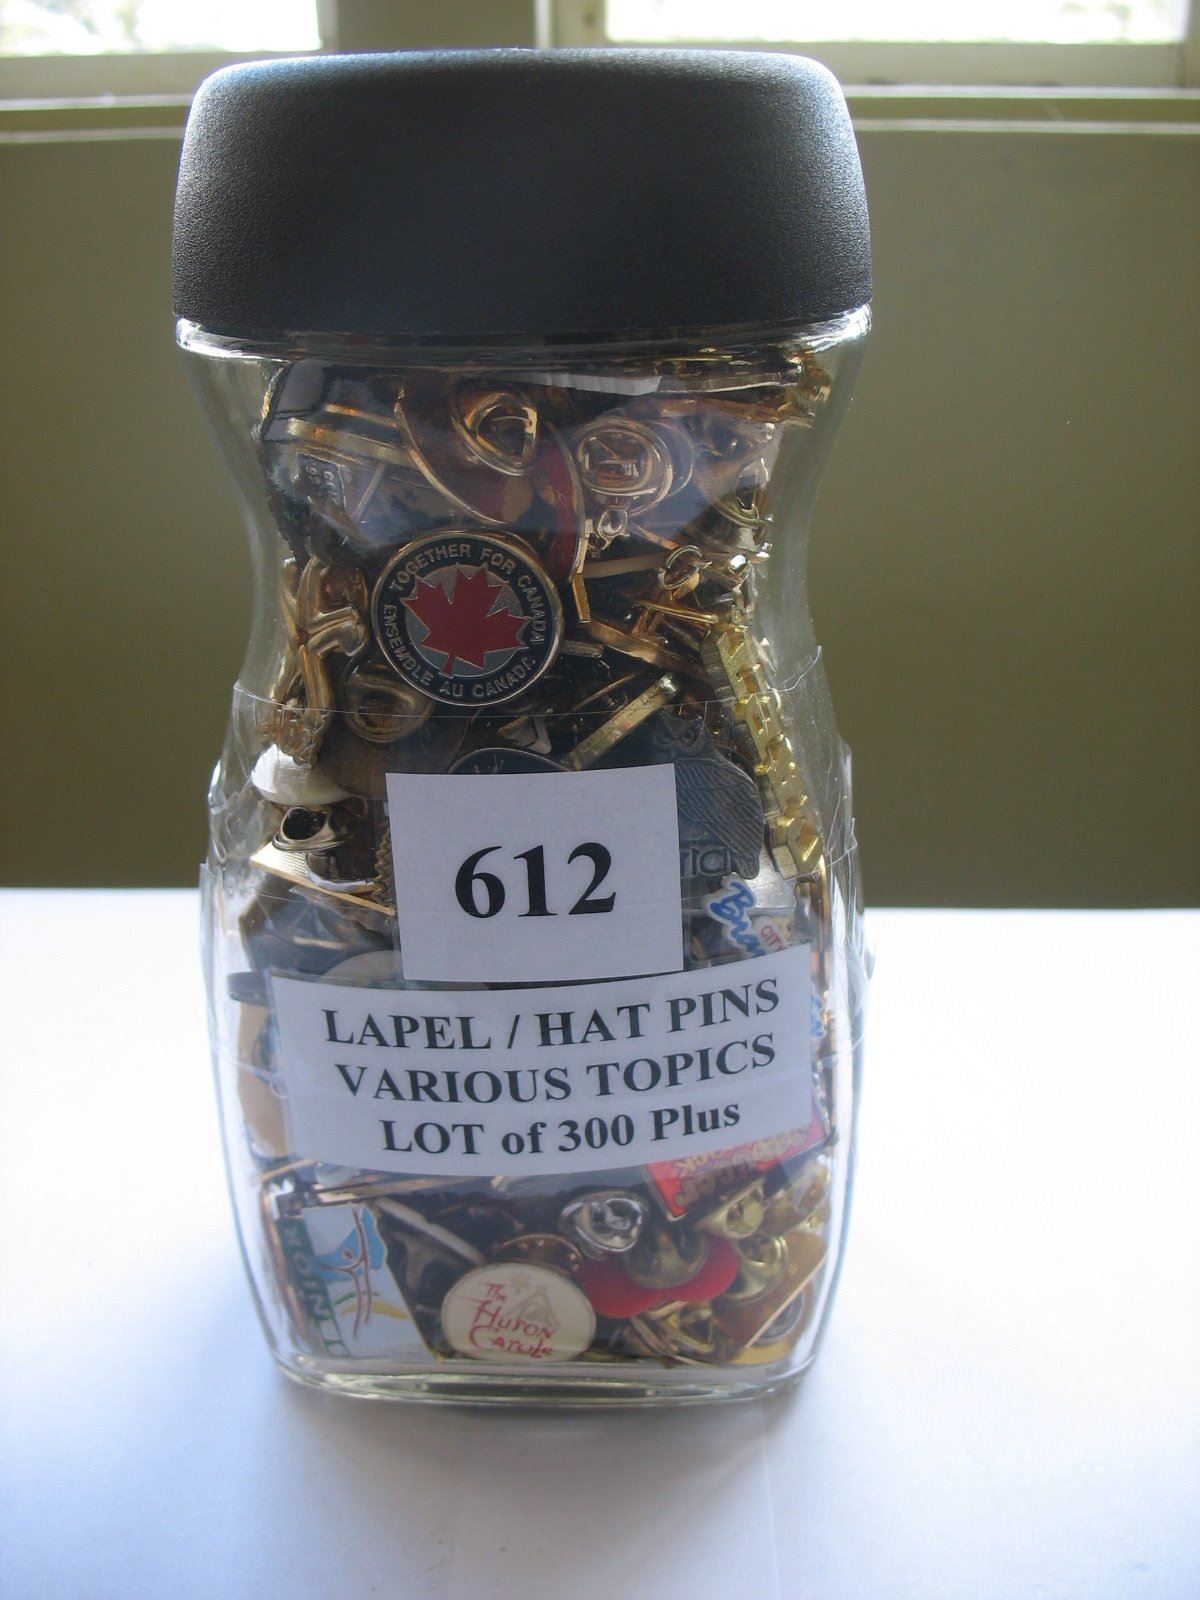 TOGETHER FOR CANADA
ENSEMBLE AU CANADA
612
CITY
LAPEL / HAT PINS
VARIOUS TOPICS
LOT of 300 Plus
The
Huron
Carole